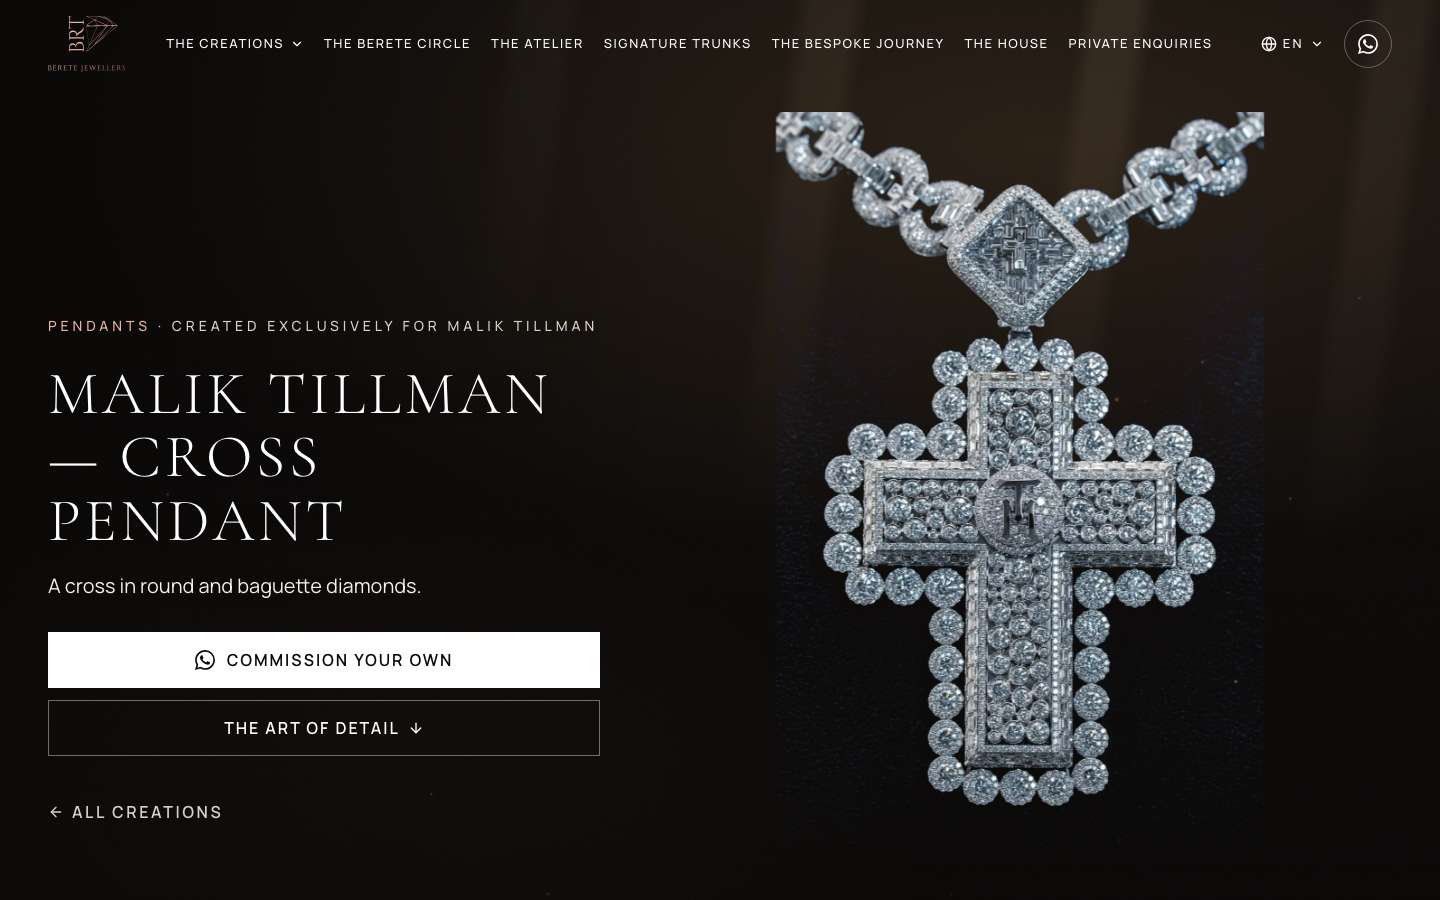 BRT
BERETE JEWELLERS
THE CREATIONS
THE BERETE CIRCLE
THE ATELIER
SIGNATURE TRUNKS
THE BESPOKE JOURNEY
THE HOUSE
PRIVATE ENQUIRIES
EN
PENDANTS · CREATED EXCLUSIVELY FOR MALIK TILLMAN
MALIK TILLMAN
— CROSS
PENDANT
A cross in round and baguette diamonds.
COMMISSION YOUR OWN
THE ART OF DETAIL ↓
← ALL CREATIONS